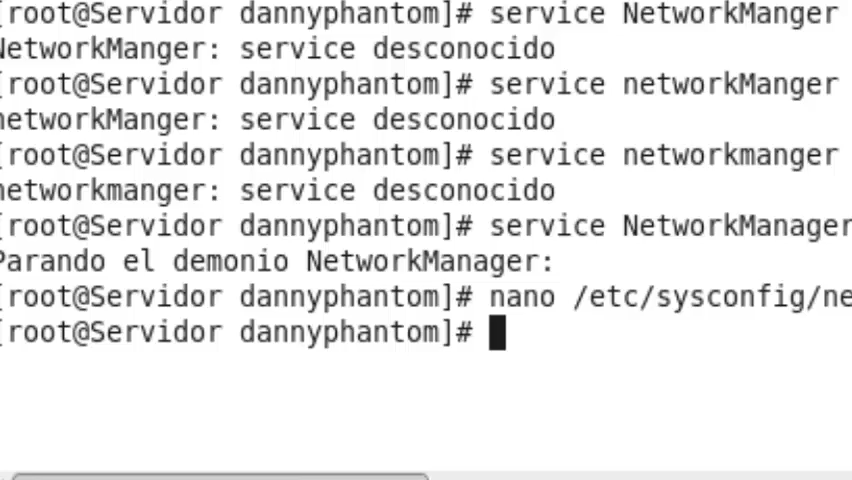 [root@Servidor dannyphantom]# service NetworkManger
NetworkManger: service desconocido
[root@Servidor dannyphantom]# service networkManger
networkManger: service desconocido
[root@Servidor dannyphantom]# service networkmanger
networkmanger: service desconocido
[root@Servidor dannyphantom]# service NetworkManager
Parando el demonio NetworkManager:
[root@Servidor dannyphantom]# nano /etc/sysconfig/ne
[root@Servidor dannyphantom]#